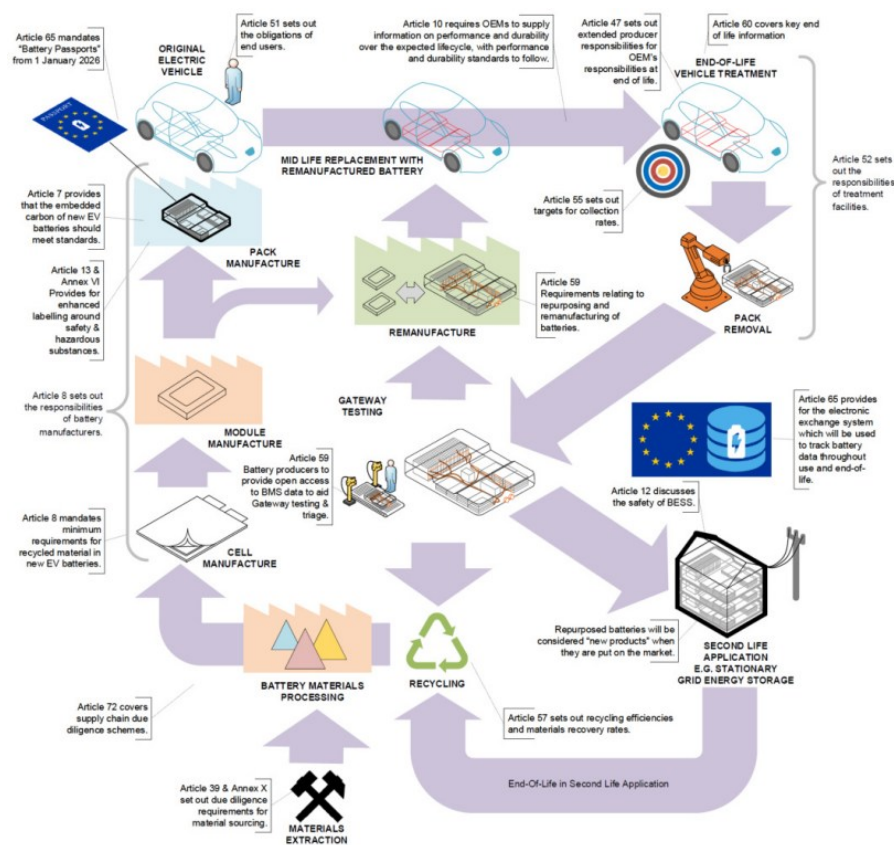 Article 65 mandates
“Battery Passports”
from 1 January 2026
ORIGINAL
ELECTRIC
VEHICLE
Article 51 sets out
the obligations of
end users.
Article 10 requires OEMs to supply
information on performance and durability
over the expected lifecycle, with performance
and durability standards to follow.
Article 47 sets out
extended producer
responsibilities for
OEM's
responsibilities at
end of life.
Article 60 covers key end
of life information
END-OF-LIFE
VEHICLE TREATMENT
PASSPORT
MID LIFE REPLACEMENT WITH
REMANUFACTURED BATTERY
Article 52 sets
out the
responsibilities
of treatment
facilities.
Article 7 provides
that the embedded
carbon of new EV
batteries should
meet standards.
Article 55 sets out
targets for collection
rates.
PACK
MANUFACTURE
Article 13 &
Annex VI
Provides for
enhanced
labelling around
safety &
hazardous
substances.
Article 59
Requirements relating to
repurposing and
remanufacturing of
batteries.
REMANUFACTURE
PACK
REMOVAL
Article 8 sets out
the responsibilities
of battery
manufacturers.
GATEWAY
TESTING
Article 65 provides
for the electronic
exchange system
which will be used
to track battery
data throughout
use and end-of-
life.
MODULE
MANUFACTURE
Article 59
Battery producers to
provide open access
to BMS data to aid
Gateway testing &
triage.
Article 12 discusses
the safety of BESS.
Article 8 mandates
minimum
requirements for
recycled material in
new EV batteries.
CELL
MANUFACTURE
Repurposed batteries will be
considered “new products” when
they are put on the market.
SECOND LIFE
APPLICATION
E.G. STATIONARY
GRID ENERGY STORAGE
BATTERY MATERIALS
PROCESSING
RECYCLING
Article 72 covers
supply chain due
diligence schemes.
Article 57 sets out recycling efficiencies
and materials recovery rates.
End-Of-Life in Second Life Application
Article 39 & Annex X
set out due diligence
requirements for
material sourcing.
MATERIALS
EXTRACTION